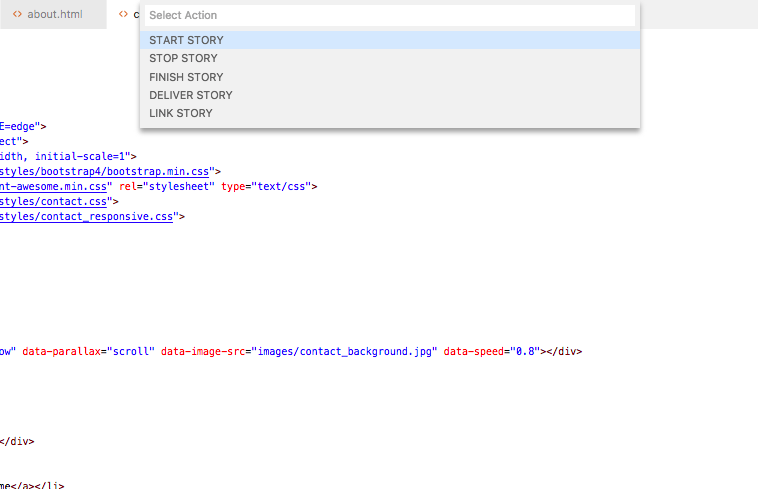 about.html
c
Select Action
START STORY
STOP STORY
FINISH STORY
DELIVER STORY
LINK STORY
E=edge">
ect">
idth, initial-scale=1">
styles/bootstrap4/bootstrap.min.css">
nt-awesome.min.css" rel="stylesheet" type="text/css">
styles/contact.css">
styles/contact_responsive.css">
ow" data-parallax="scroll" data-image-src="images/contact_background.jpg" data-speed="0.8"></div>
</div>
me</a></li>